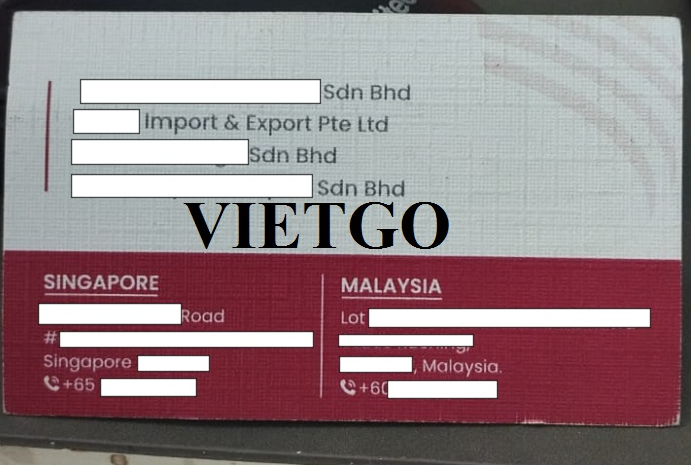 Sdn Bhd
Import & Export Pte Ltd
Sdn Bhd
Sdn Bhd
VIETGO
SINGAPORE
Road
#
Singapore
+65
MALAYSIA
Lot
, Malaysia.
+60